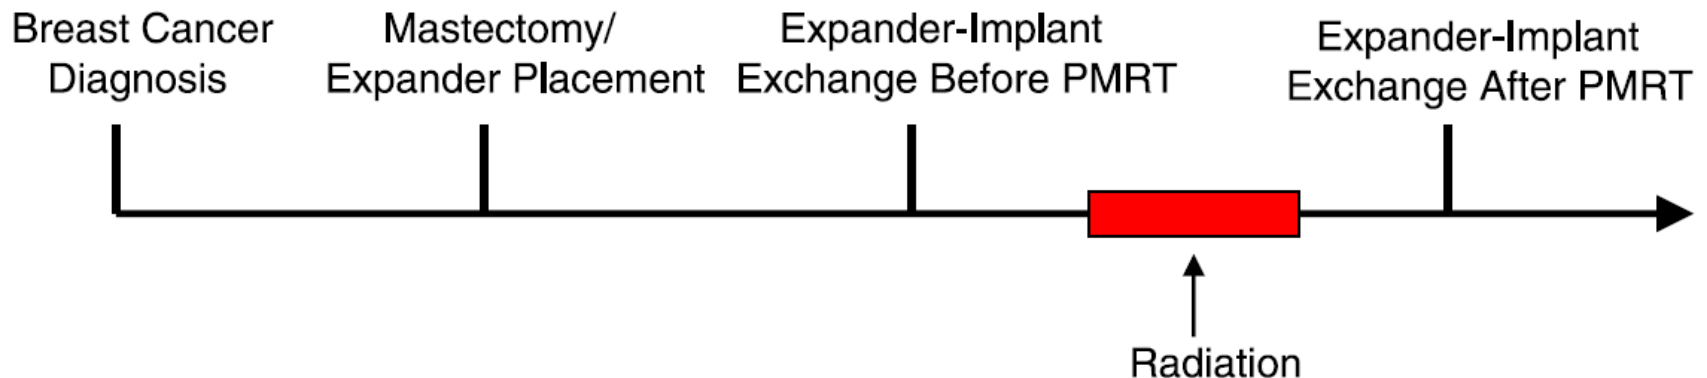 Breast Cancer
Diagnosis
Mastectomy/
Expander Placement
Expander-Implant
Exchange Before PMRT
Expander-Implant
Exchange After PMRT
Radiation